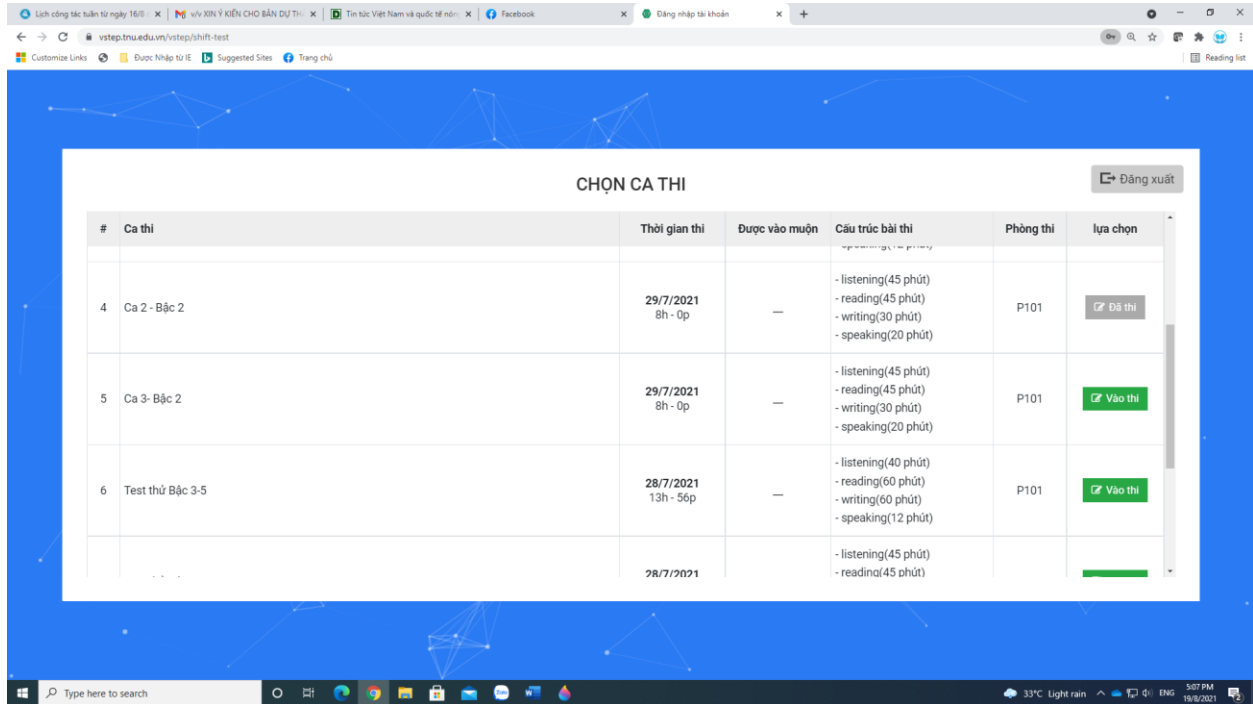 Lịch công tác tuần từ ngày 16/8
v/v XIN Ý KIẾN CHO BẢN DỰ TH
Tin tức Việt Nam và quốc tế nón
Facebook
Đăng nhập tài khoản
vstep.tnu.edu.vn/vstep/shift-test
Customize Links
Được Nhập từ IE
Suggested Sites
Trang chủ
Reading list
CHỌN CA THI
Đăng xuất
# Ca thi Thời gian thi Được vào muộn Cấu trúc bài thi Phòng thi lựa chọn
- speaking(12 phút)
4 Ca 2 - Bậc 2
29/7/2021
8h - 0p
—
- listening(45 phút)
- reading(45 phút)
- writing(30 phút)
- speaking(20 phút)
P101
Đã thi
5 Ca 3- Bậc 2
29/7/2021
8h - 0p
—
- listening(45 phút)
- reading(45 phút)
- writing(30 phút)
- speaking(20 phút)
P101
Vào thi
6 Test thử Bậc 3-5
28/7/2021
13h - 56p
—
- listening(40 phút)
- reading(60 phút)
- writing(60 phút)
- speaking(12 phút)
P101
Vào thi
28/7/2021
- listening(45 phút)
- reading(45 phút)
Type here to search
Zalo
33°C Light rain
ENG
5:07 PM
19/8/2021
2